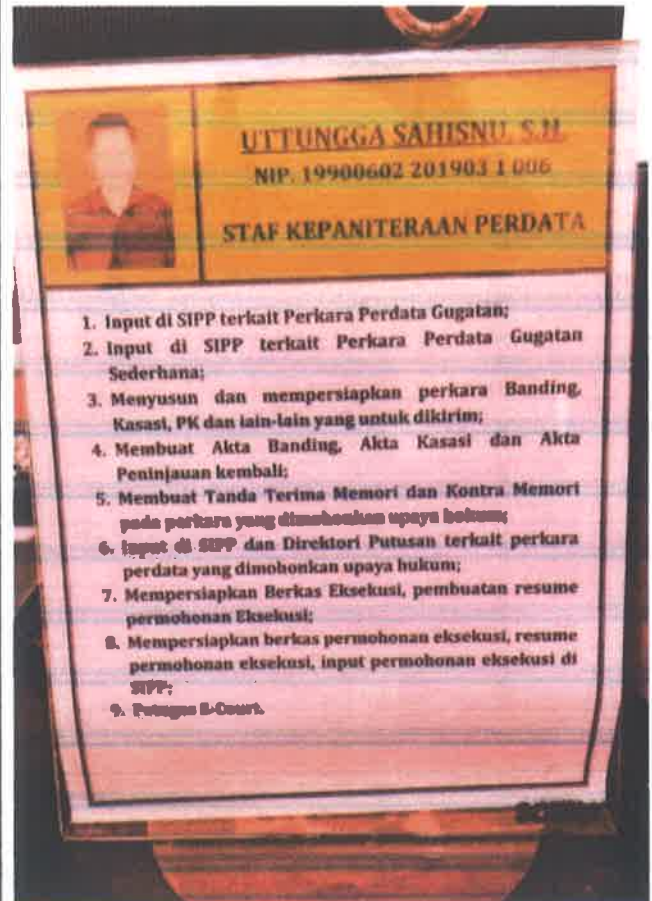 UTTUNGGA SAHISNU, S.H.
NIP. 19900602 201903 1 006
STAF KEPANITERAAN PERDATA
1. Input di SIPP terkait Perkara Perdata Gugatan;
2. Input di SIPP terkait Perkara Perdata Gugatan
Sederhana;
3. Menyusun dan mempersiapkan perkara Banding,
Kasasi, PK dan lain-lain yang untuk dikirim;
4. Membuat Akta Banding, Akta Kasasi dan Akta
Peninjauan kembali;
5. Membuat Tanda Terima Memori dan Kontra Memori
pada perkara yang dimohonkan upaya hukum;
6. Input di SIPP dan Direktori Putusan terkait perkara
perdata yang dimohonkan upaya hukum;
7. Mempersiapkan Berkas Eksekusi, pembuatan resume
permohonan Eksekusi;
8. Mempersiapkan berkas permohonan eksekusi, resume
permohonan eksekusi, input permohonan eksekusi di
SIPP;
9. Petugas E-Court.